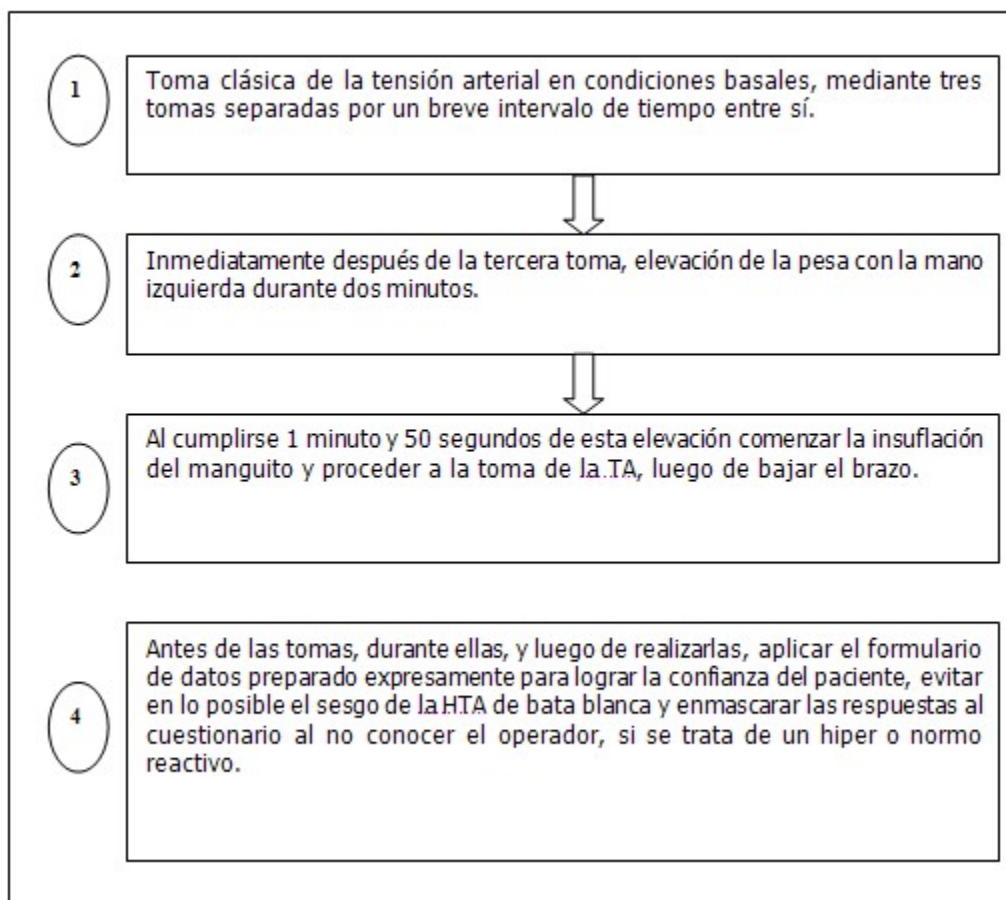 1
Toma clásica de la tensión arterial en condiciones basales, mediante tres
tomas separadas por un breve intervalo de tiempo entre sí.
2
Inmediatamente después de la tercera toma, elevación de la pesa con la mano
izquierda durante dos minutos.
3
Al cumplirse 1 minuto y 50 segundos de esta elevación comenzar la insuflación
del manguito y proceder a la toma de la TA, luego de bajar el brazo.
4
Antes de las tomas, durante ellas, y luego de realizarlas, aplicar el formulario
de datos preparado expresamente para lograr la confianza del paciente, evitar
en lo posible el sesgo de la HTA de bata blanca y enmascarar las respuestas al
cuestionario al no conocer el operador, si se trata de un hiper o normo
reactivo.